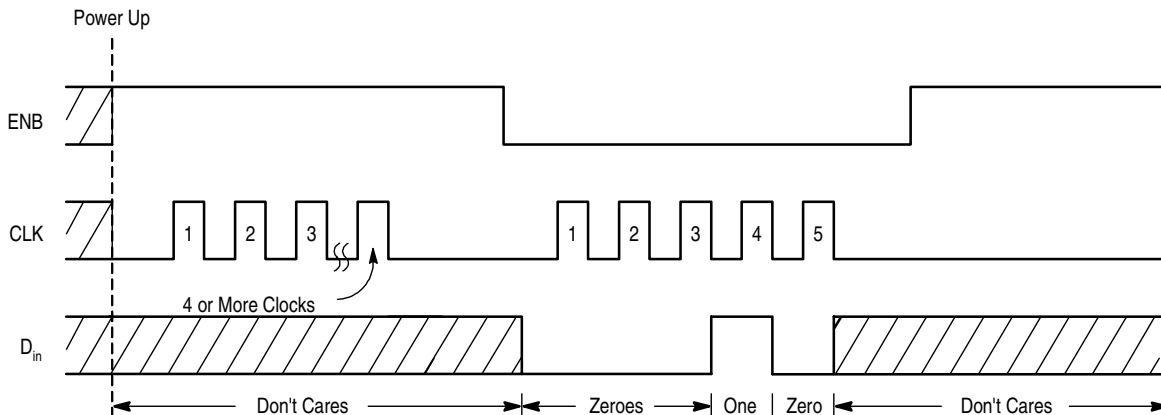 Power Up
ENB
CLK
1 2 3 1 2 3 4 5
4 or More Clocks
Din
Don't Cares Zeroes One Zero Don't Cares